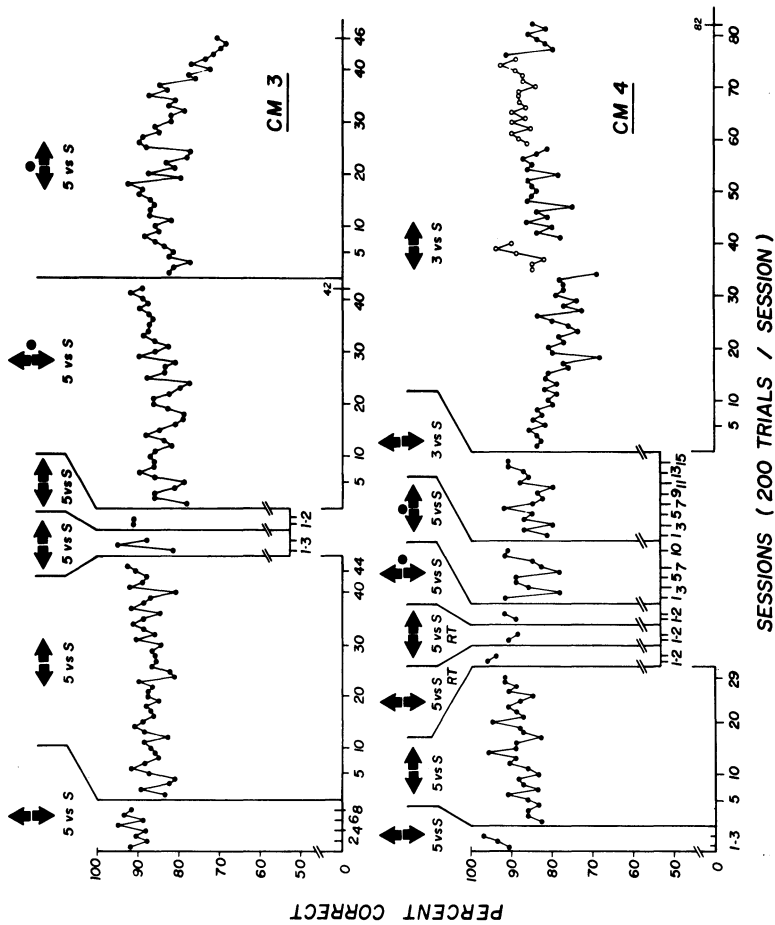 PERCENT CORRECT
CM 3
5 vs S
5 vs S
5 vs S
5 vs S
5 vs S
5 vs S
100
90
80
70
60
50
0
2 4 6 8
5 10 20 30 40 44
1-3
1-2
5 10 20 30 40 42
5 10 20 30 40 46
CM 4
5 vs S
5 vs S
5 vs S RT
5 vs S RT
5 vs S
5 vs S
5 vs S
3 vs S
3 vs S
100
90
80
70
60
50
0
1-3
5 10 20 29
1-2
1-2
1-2
1 3 5 7 10
1 3 5 7 9 11 13 15
5 10 20 30 40 50 60 70 80 82
SESSIONS (200 TRIALS / SESSION)